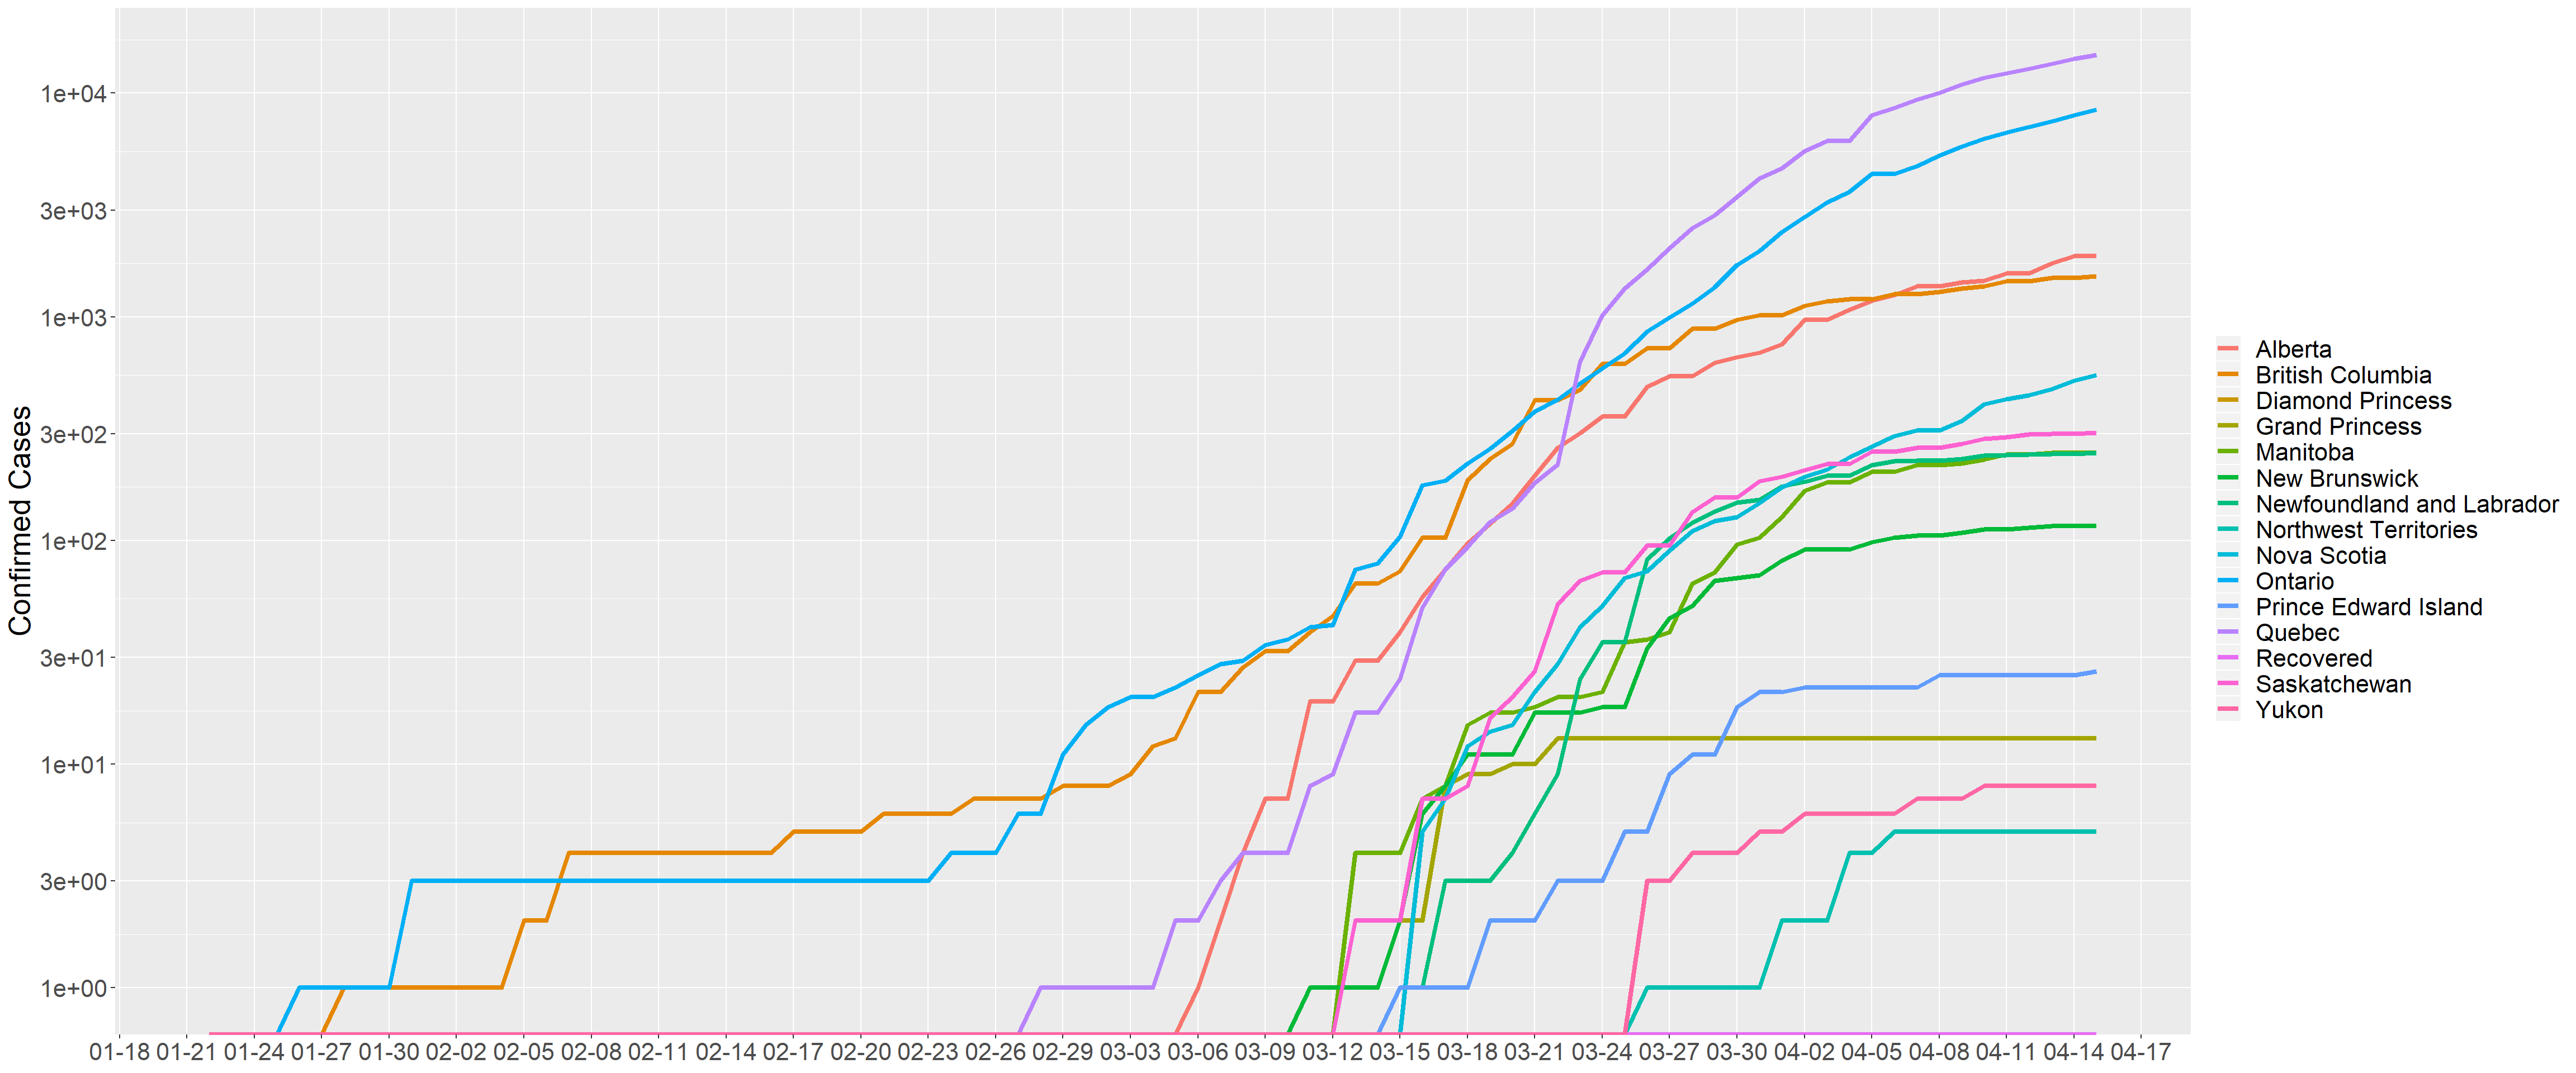 1e+04
3e+03
1e+03
3e+02
1e+02
3e+01
1e+01
3e+00
1e+00
Confirmed Cases
01-18 01-21 01-24 01-27 01-30 02-02 02-05 02-08 02-11 02-14 02-17 02-20 02-23 02-26 02-29 03-03 03-06 03-09 03-12 03-15 03-18 03-21 03-24 03-27 03-30 04-02 04-05 04-08 04-11 04-14 04-17
Alberta
British Columbia
Diamond Princess
Grand Princess
Manitoba
New Brunswick
Newfoundland and Labrador
Northwest Territories
Nova Scotia
Ontario
Prince Edward Island
Quebec
Recovered
Saskatchewan
Yukon